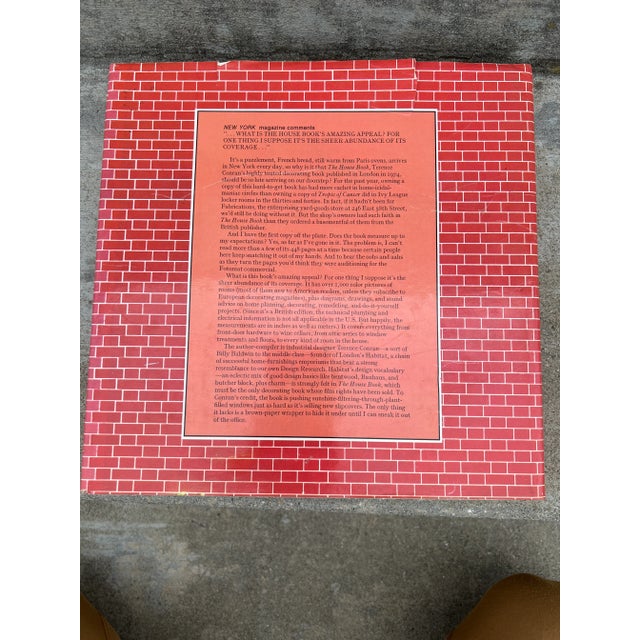 NEW YORK magazine comments
"... WHAT IS THE HOUSE BOOK'S AMAZING APPEAL? FOR
ONE THING I SUPPOSE IT'S THE SHEER ABUNDANCE OF ITS
COVERAGE..."
It's a puzzlement. French bread, still warm from Paris ovens, arrives
in New York every day, so why is it that The House Book, Terence
Conran's highly touted decorating book published in London in 1974,
should be so late arriving on our doorstep? For the past year, owning a
copy of this hard-to-get book has had more cachet in home-
maniac circles than owning a copy of Tropic of Cancer did in Ivy League
locker rooms in the thirties and forties. In fact, if it hadn't been for
Fabrications, the enterprising yard-goods store at 246 East 58th Street,
we'd still be doing without it. But the shop's owners had such faith in
The House Book than they ordered a basementful of them from the
British publisher.
And I have the first copy off the plane. Does the book measure up to
my expectations? Yes, as far as I've gone in it. The problem is, I can't
read more than a few of its 448 pages at a time because certain people
here keep snatching it out of my hands. And to hear the oohs and aahs
as they turn the pages you'd think they were auditioning for the
Fotomat commercial.
What is this book's amazing appeal? For one thing I suppose it's the
sheer abundance of its coverage. It has over 1,000 color pictures of
rooms (most of them new to American readers, unless they subscribe to
European decorating magazines), plus diagrams, drawings, and sound
advice on home planning, decorating, remodeling, and do-it-yourself
projects. (Since it's a British edition, the technical plumbing and
electrical information is not all applicable in the U.S. But happily, the
measurements are in inches as well as meters.) It covers everything from
front-door hardware to wine cellars, from attic series to window
treatments and floors, to every kind of room in the house.
The author-compiler is industrial designer Terence Conran—a sort of
Billy Baldwin to the middle class—founder of London's Habitat, a chain
of successful home-furnishings emporiums that bear a strong
resemblance to our own Design Research. Habitat's design vocabulary
—an eclectic mix of good design basics like bentwood, Bauhaus, and
butcher block, plus charm—is strongly felt in The House Book, which
must be the only decorating book whose film rights have been sold. To
Conran's credit, the book is pushing sunshine-filtering-through-plant-
filled windows just as hard as it's selling new slipcovers. The only thing
it lacks is a brown-paper wrapper to hide it under until I can sneak it out
of the office.